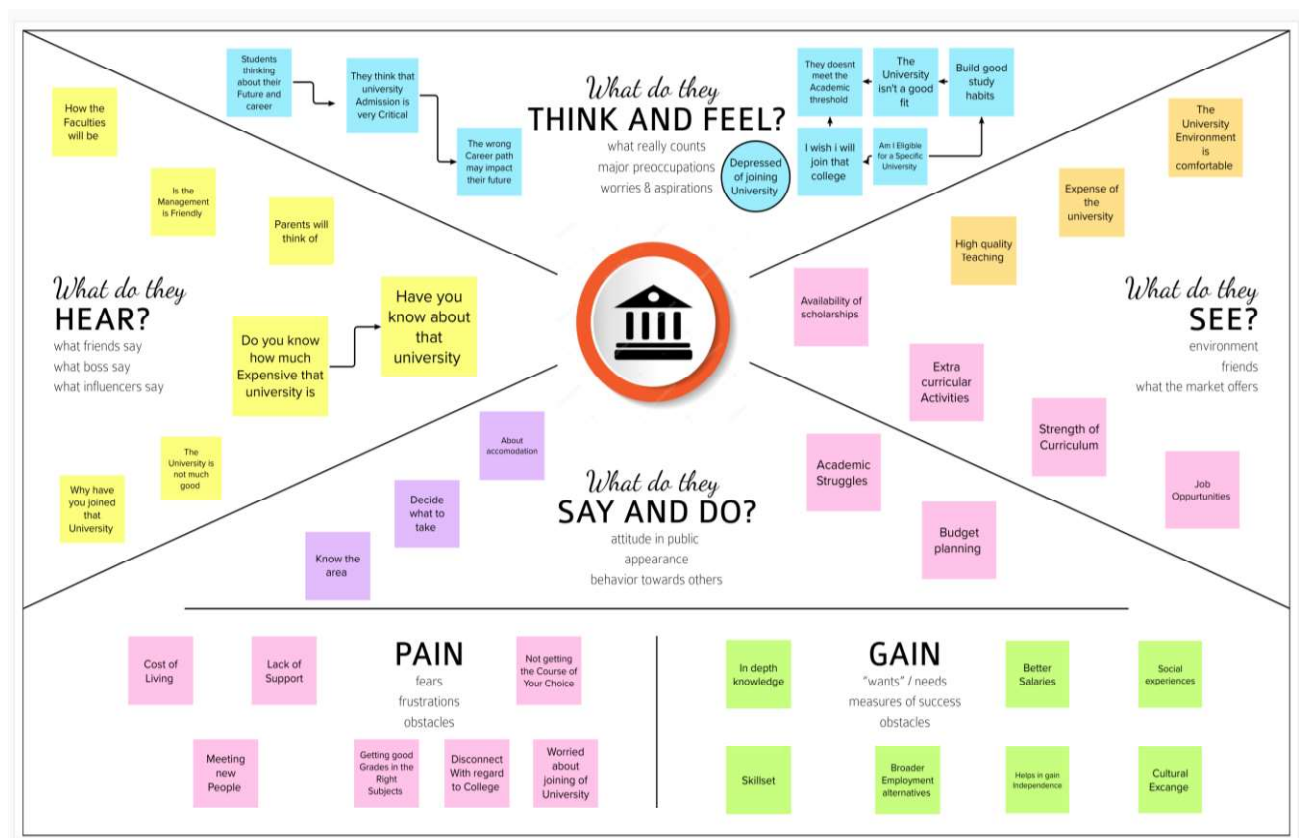 Students
thinking
about their
Future and
career
They think that
university
Admission is
very Critical
The wrong
Career path
may impact
their future
What do they
THINK AND FEEL?
what really counts
major preoccupations
worries & aspirations
Depressed
of joining
University
They doesnt
meet the
Academic
threshold
The
University
isn't a good
fit
Build good
study
habits
I wish i will
join that
college
Am I Eligible
for a Specific
University
How the
Faculties
will be
Is the
Management
is Friendly
Parents will
think of
What do they
HEAR?
what friends say
what boss say
what influencers say
Do you know
how much
Expensive that
university is
Have you
know about
that
university
The
University is
not much
good
Why have
you joined
that
University
The
University
Environment
is
comfortable
Expense of
the
university
High quality
Teaching
What do they
SEE?
environment
friends
what the market offers
Availability of
scholarships
Extra
curricular
Activities
Strength of
Curriculum
Job
Oppurtunities
About
accomodation
Decide
what to
take
Know the
area
What do they
SAY AND DO?
attitude in public
appearance
behavior towards others
Academic
Struggles
Budget
planning
PAIN
fears
frustrations
obstacles
Cost of
Living
Lack of
Support
Not getting
the Course of
Your Choice
Meeting
new
People
Getting good
Grades in the
Right
Subjects
Disconnect
With regard
to College
Worried
about
joining of
University
GAIN
"wants" / needs
measures of success
obstacles
In depth
knowledge
Better
Salaries
Social
experiences
Skillset
Broader
Employment
alternatives
Helps in gain
Independence
Cultural
Excange